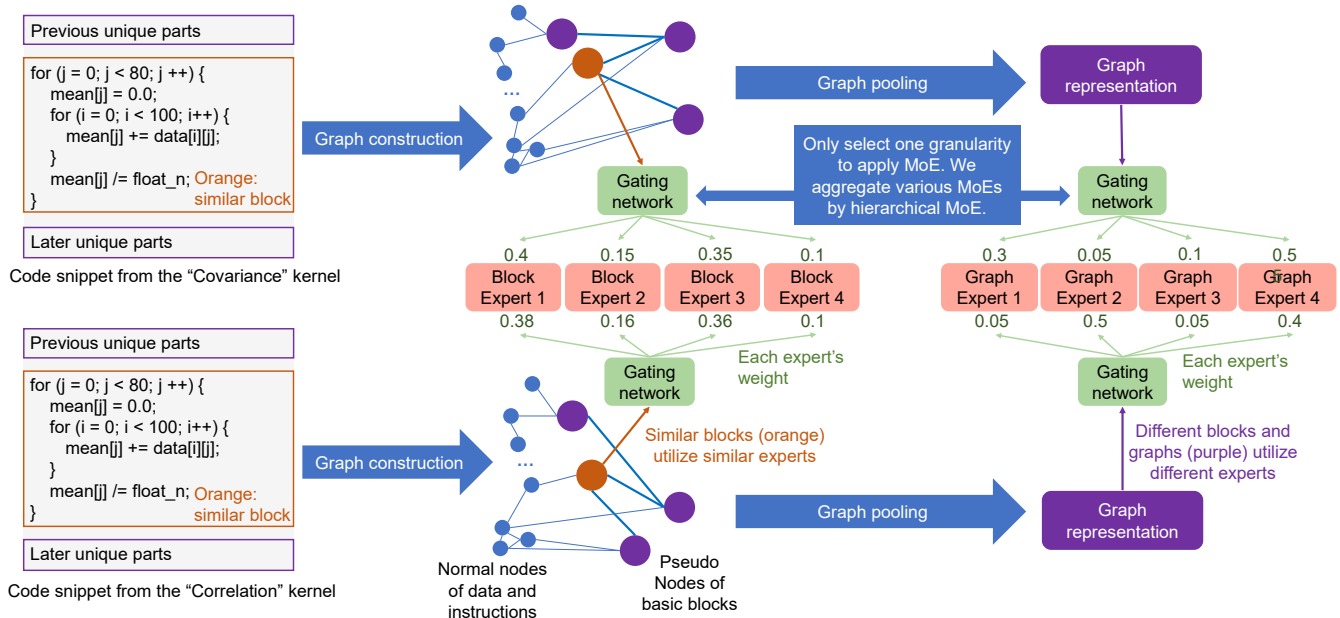 Previous unique parts
for (j = 0; j < 80; j ++) {
mean[j] = 0.0;
for (i = 0; i < 100; i++) {
mean[j] += data[i][j];
}
mean[j] /= float_n;
}
Orange:
similar block
Later unique parts
Code snippet from the “Covariance” kernel
Graph construction
...
Graph pooling
Graph
representation
Only select one granularity
to apply MoE. We
aggregate various MoEs
by hierarchical MoE.
Gating
network
Gating
network
0.4 0.15 0.35 0.1
Block
Expert 1
Block
Expert 2
Block
Expert 3
Block
Expert 4
0.38 0.16 0.36 0.1
0.3 0.05 0.1 0.5
5
Graph
Expert 1
Graph
Expert 2
Graph
Expert 3
Graph
Expert 4
0.05 0.5 0.05 0.4
Each expert’s
weight
Gating
network
Each expert’s
weight
Gating
network
Previous unique parts
for (j = 0; j < 80; j ++) {
mean[j] = 0.0;
for (i = 0; i < 100; i++) {
mean[j] += data[i][j];
}
mean[j] /= float_n;
}
Orange:
similar block
Later unique parts
Code snippet from the “Correlation” kernel
Graph construction
...
Similar blocks (orange)
utilize similar experts
Different blocks and
graphs (purple) utilize
different experts
Graph pooling
Graph
representation
Normal nodes
of data and
instructions
Pseudo
Nodes of
basic blocks